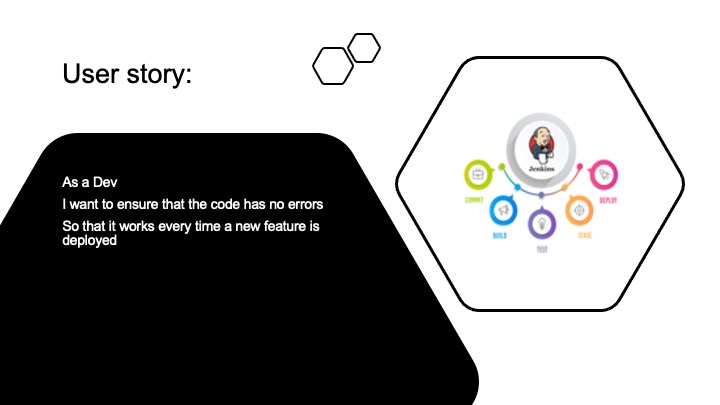 User story:
As a Dev
I want to ensure that the code has no errors
So that it works every time a new feature is
deployed
Jenkins
COMMIT
DEPLOY
BUILD
STAGE
TEST